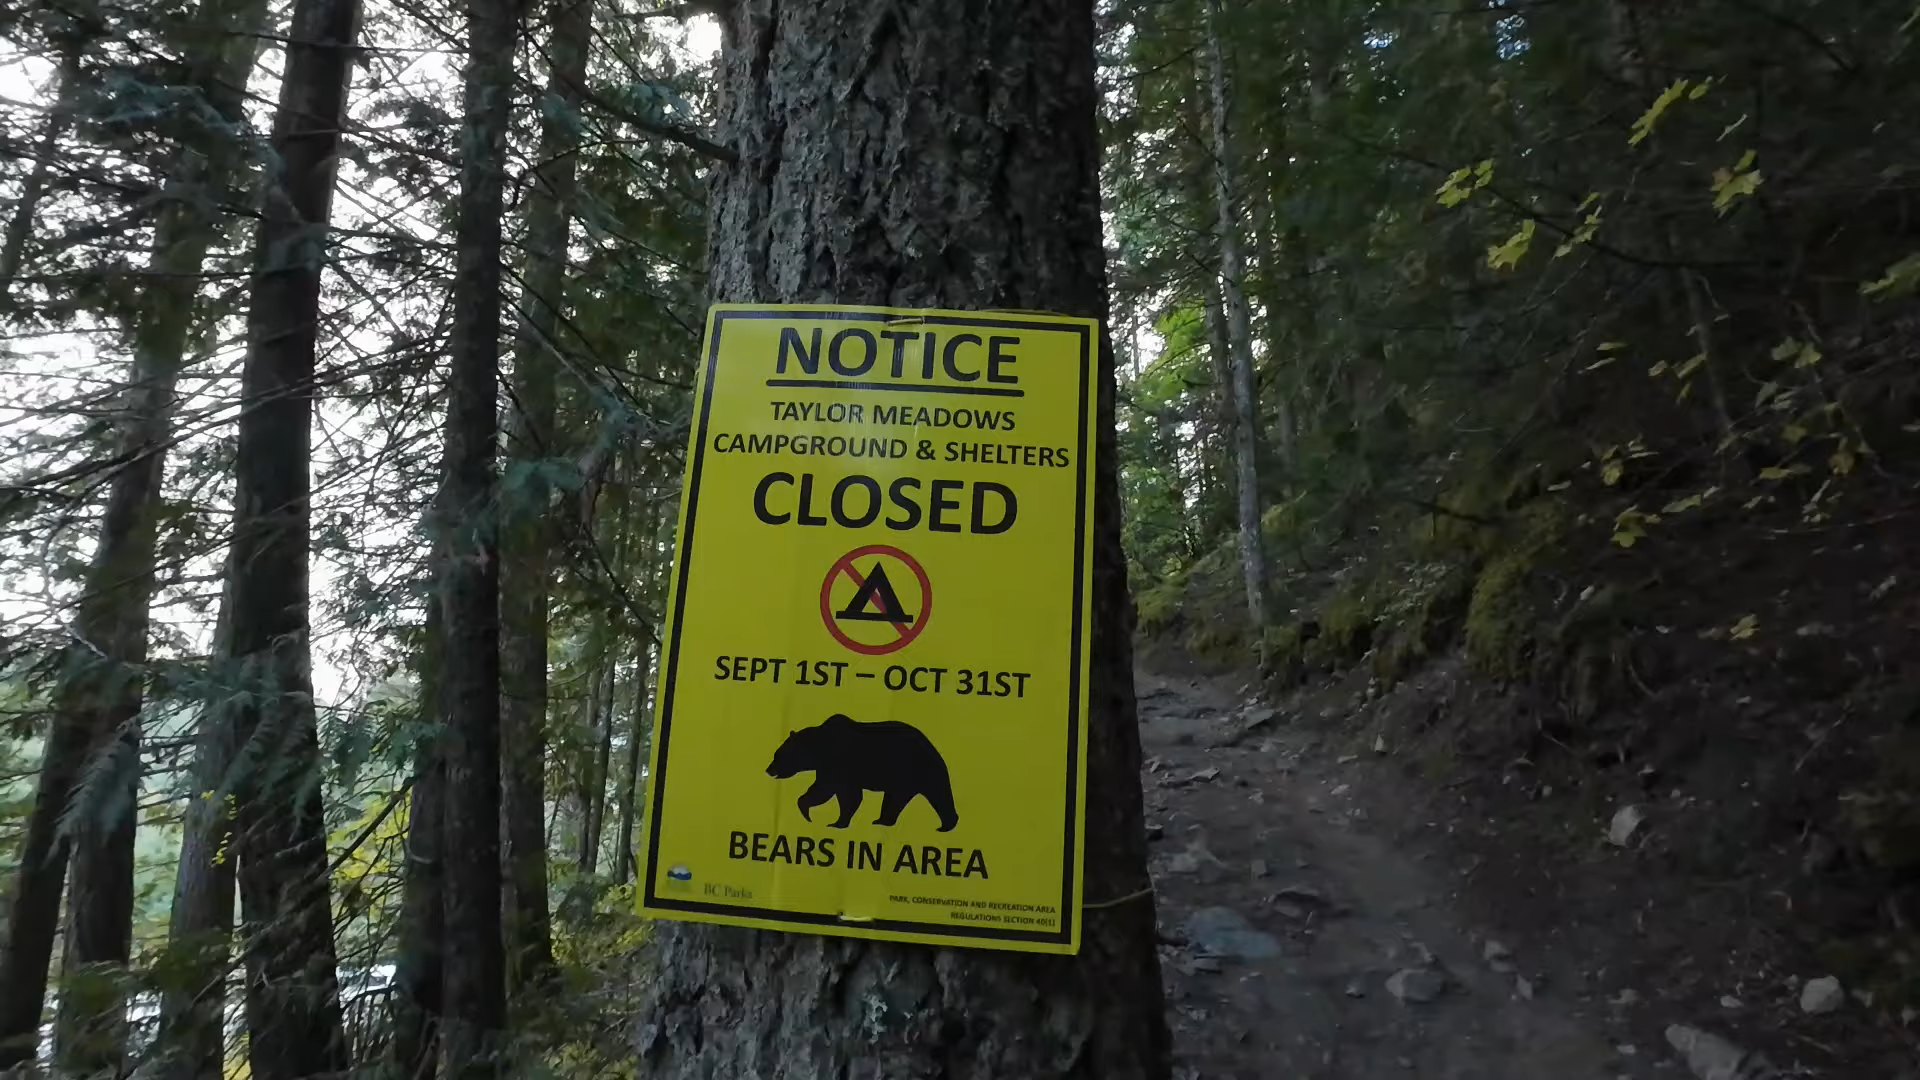 NOTICE
TAYLOR MEADOWS
CAMPGROUND & SHELTERS
CLOSED
SEPT 1ST – OCT 31ST
BEARS IN AREA
BC Parks
PARK, CONSERVATION AND RECREATION AREA
REGULATIONS SECTION 40(1)